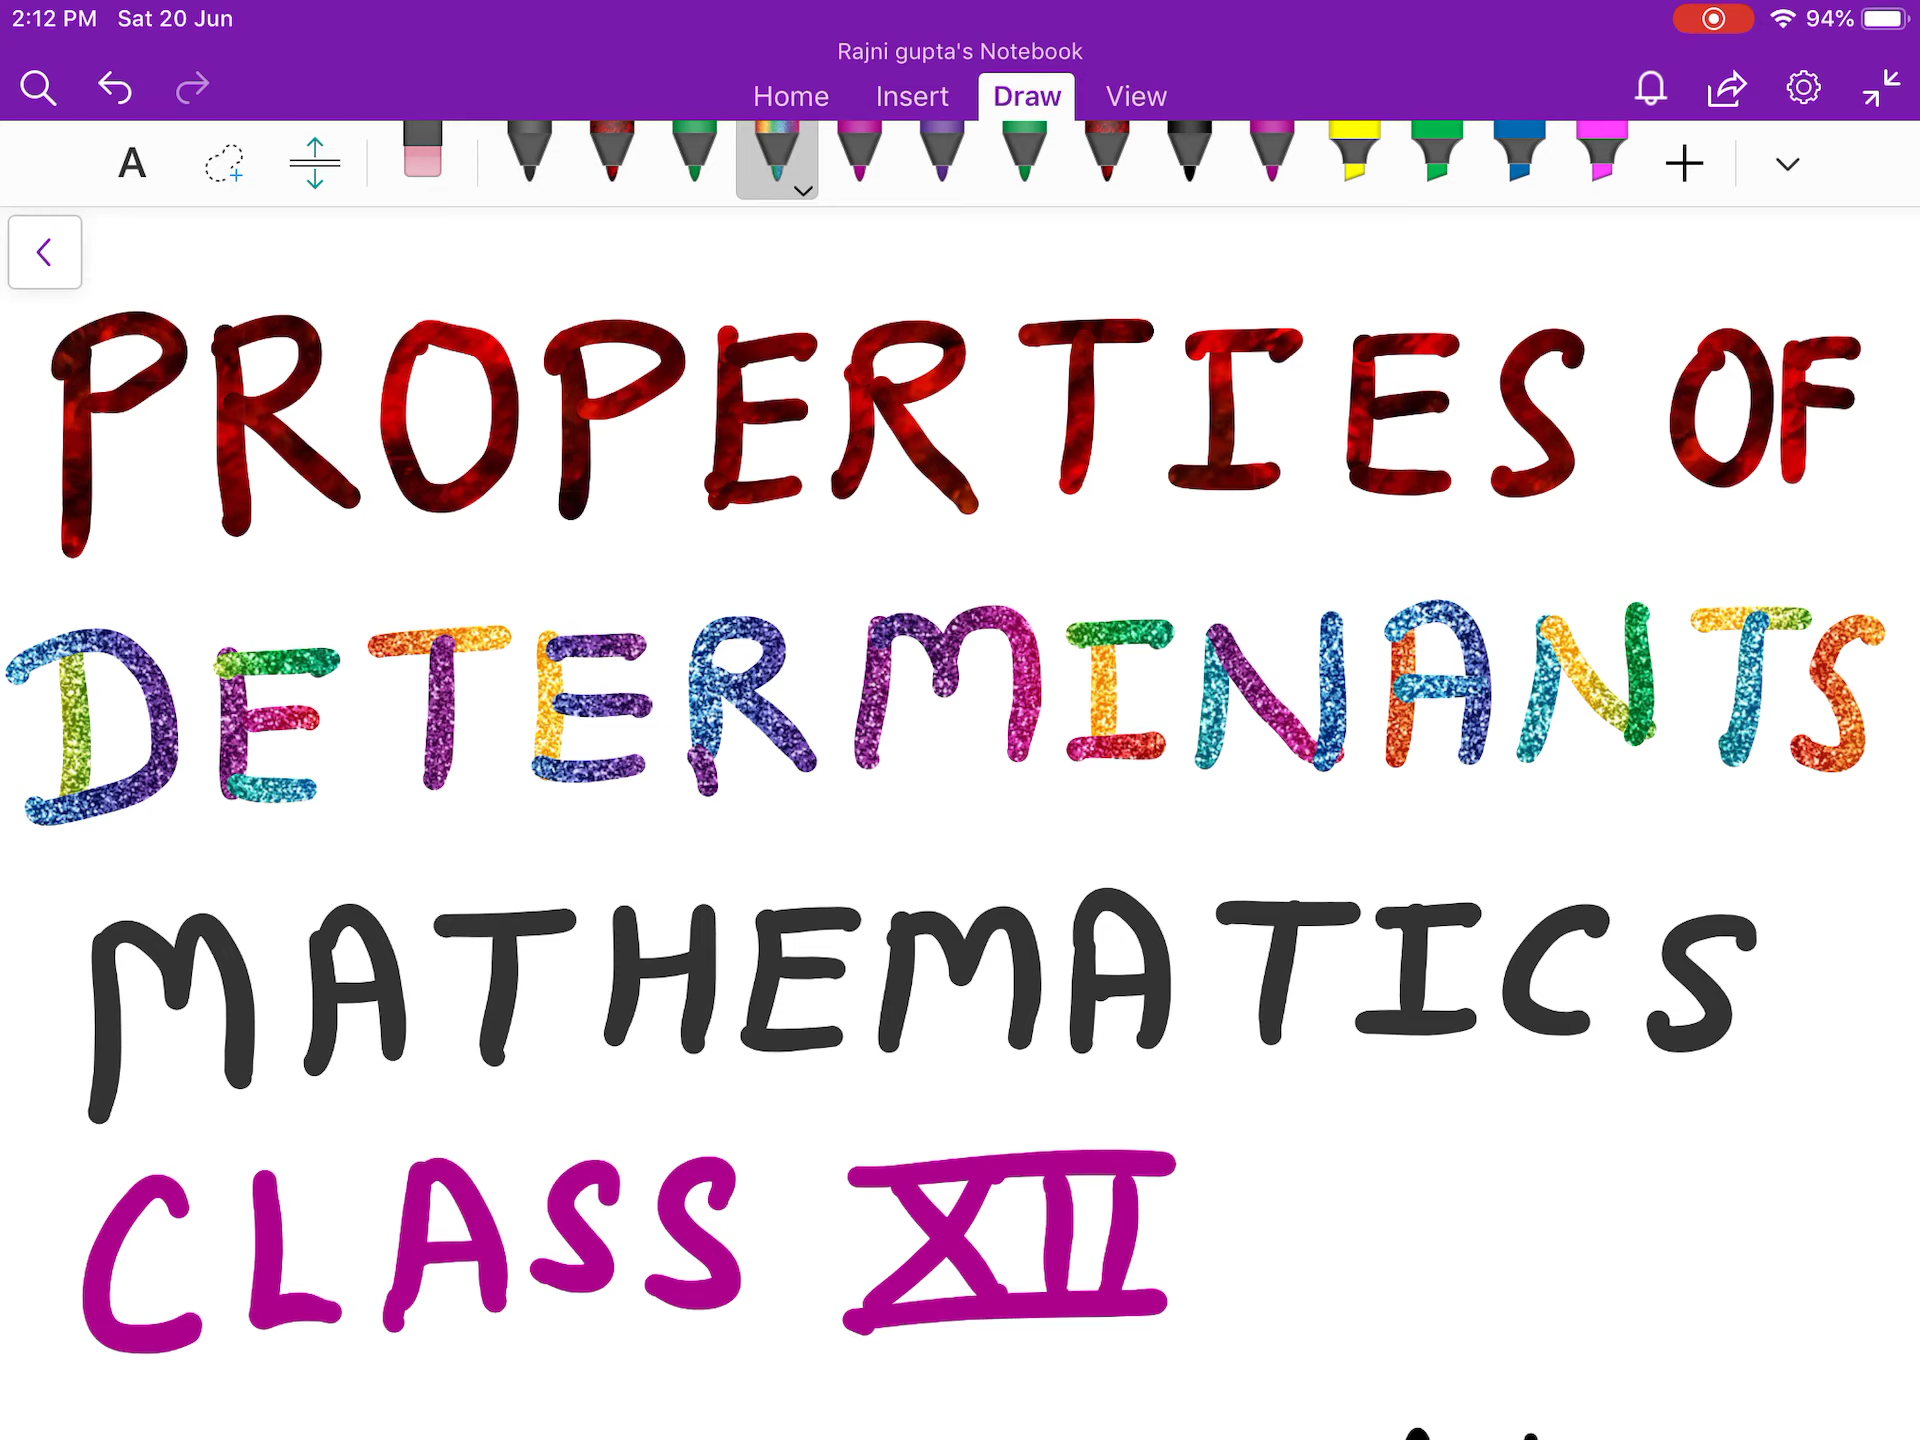 2:12 PM Sat 20 Jun 94%
Rajni gupta's Notebook
Home Insert Draw View
A
PROPERTIES OF
DETERMINANTS
MATHEMATICS
CLASS XII